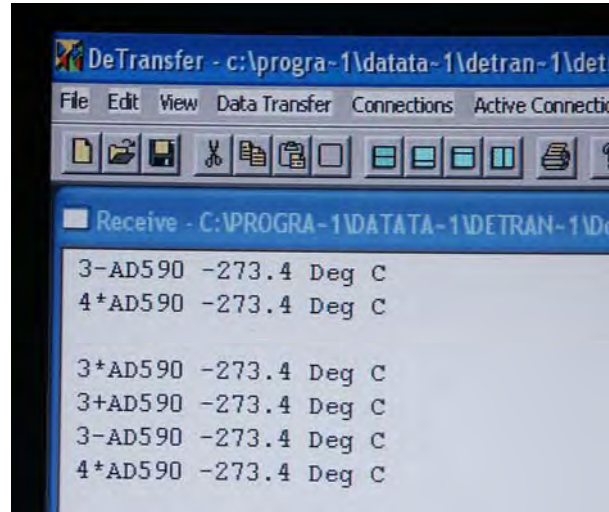 DeTransfer - c:\progra~1\datata~1\detran~1\det
File Edit View Data Transfer Connections Active Connectio
Receive - C:\PROGRA~1\DATATA~1\DETRAN~1\De
3-AD590 -273.4 Deg C
4*AD590 -273.4 Deg C
3*AD590 -273.4 Deg C
3+AD590 -273.4 Deg C
3-AD590 -273.4 Deg C
4*AD590 -273.4 Deg C